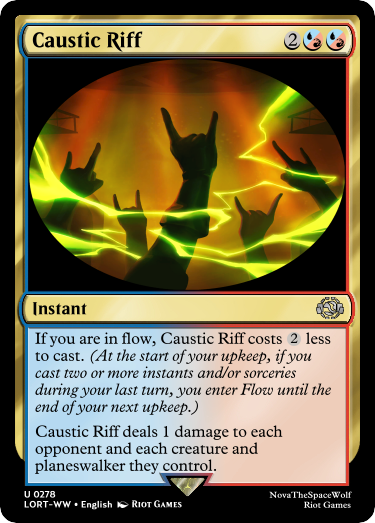 Caustic Riff 2
Instant
If you are in flow, Caustic Riff costs 2 less
to cast. (At the start of your upkeep, if you
cast two or more instants and/or sorceries
during your last turn, you enter Flow until the
end of your next upkeep.)
Caustic Riff deals 1 damage to each
opponent and each creature and
planeswalker they control.
U 0278
NovaTheSpaceWolf
LORT-WW • English RIOT GAMES
Riot Games